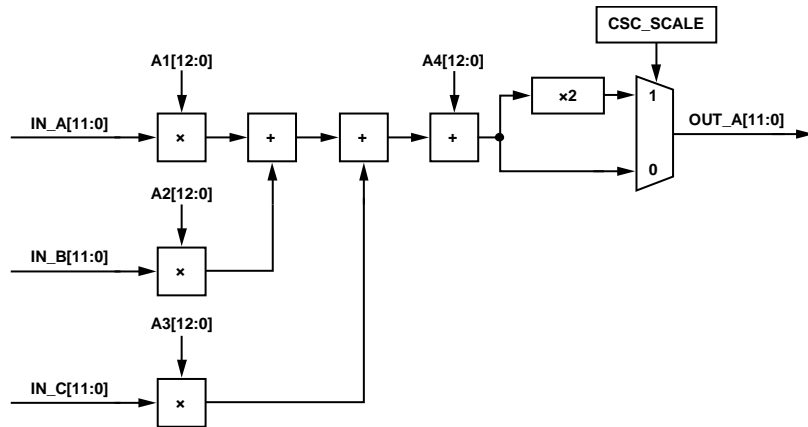 CSC_SCALE
A1[12:0]
A4[12:0]
×2
1
IN_A[11:0]
×
+
+
+
OUT_A[11:0]
0
A2[12:0]
IN_B[11:0]
×
A3[12:0]
IN_C[11:0]
×